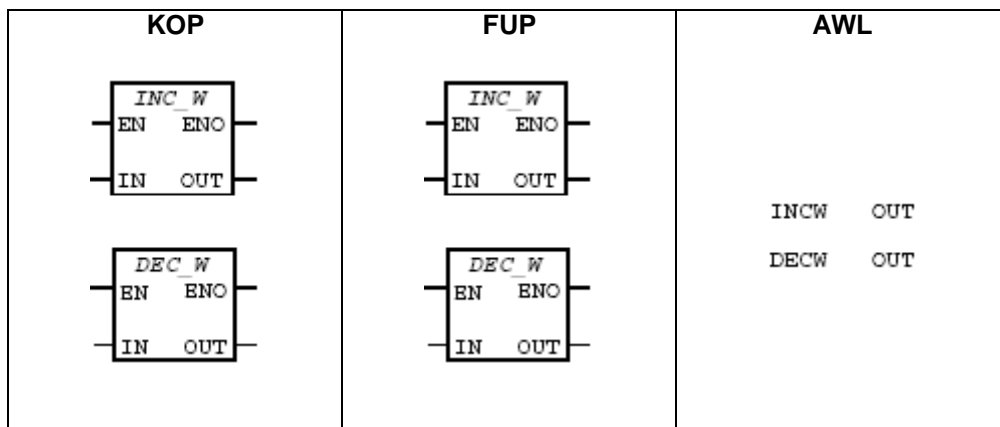 KOP FUP AWL
INC_W INC_W
EN ENO EN ENO
IN OUT IN OUT
INCW OUT
DECW OUT
DEC_W DEC_W
EN ENO EN ENO
IN OUT IN OUT